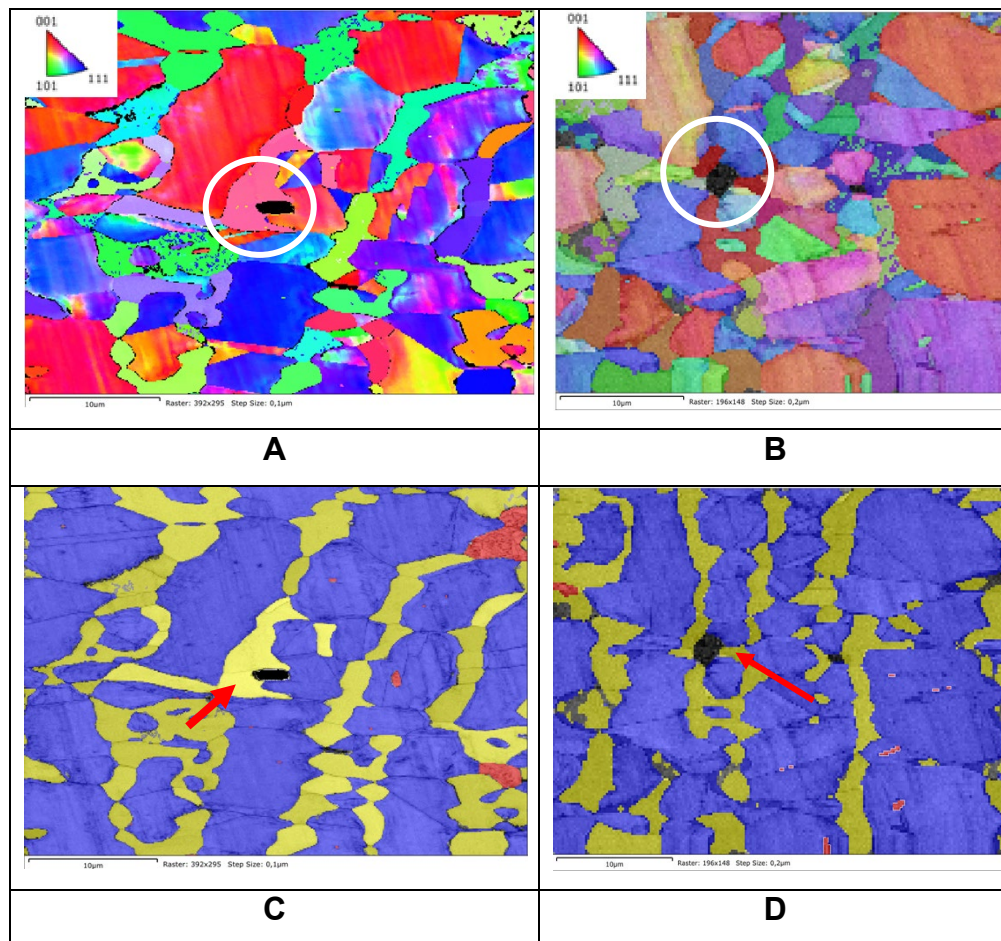 001
111
101
10µm Raster: 392x295 Step Size: 0,1µm
001
111
101
10µm Raster: 196x148 Step Size: 0,2µm
A
B
10µm Raster: 392x295 Step Size: 0,1µm
10µm Raster: 196x148 Step Size: 0,2µm
C
D